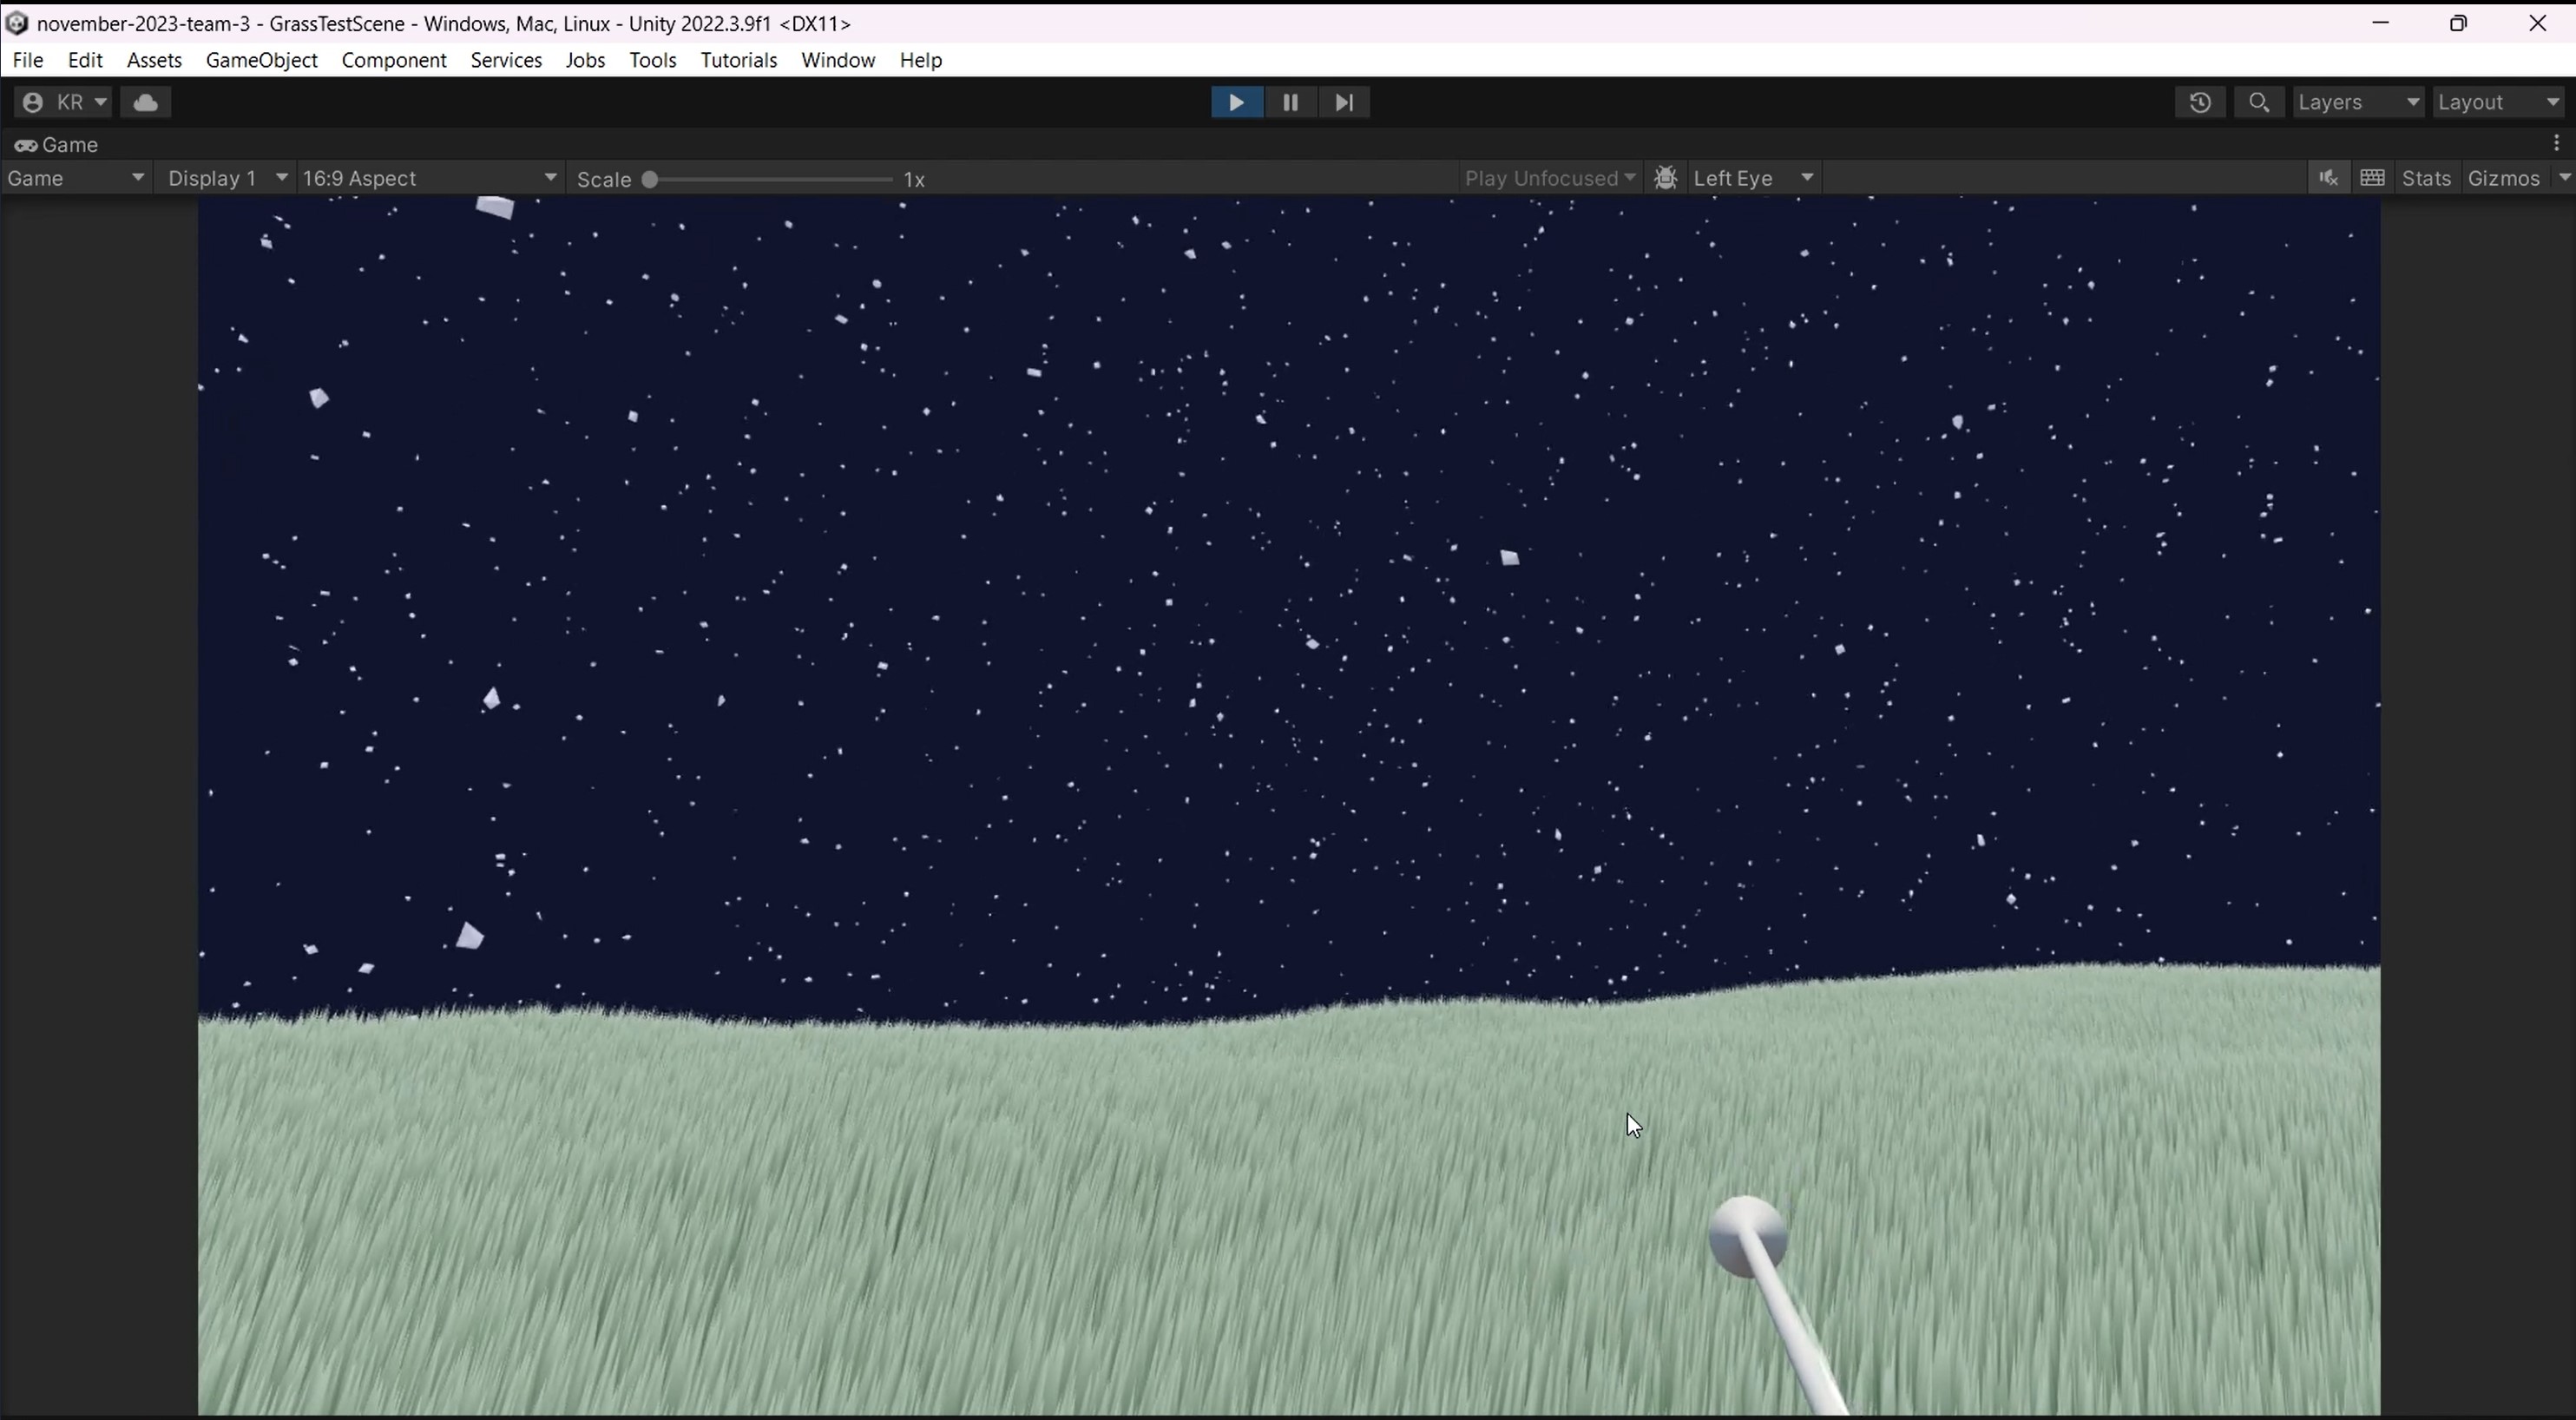 november-2023-team-3 - GrassTestScene - Windows, Mac, Linux - Unity 2022.3.9f1 <DX11>
File Edit Assets GameObject Component Services Jobs Tools Tutorials Window Help
KR Layers Layout
Game
Game Display 1 16:9 Aspect Scale 1x Play Unfocused Left Eye Stats Gizmos